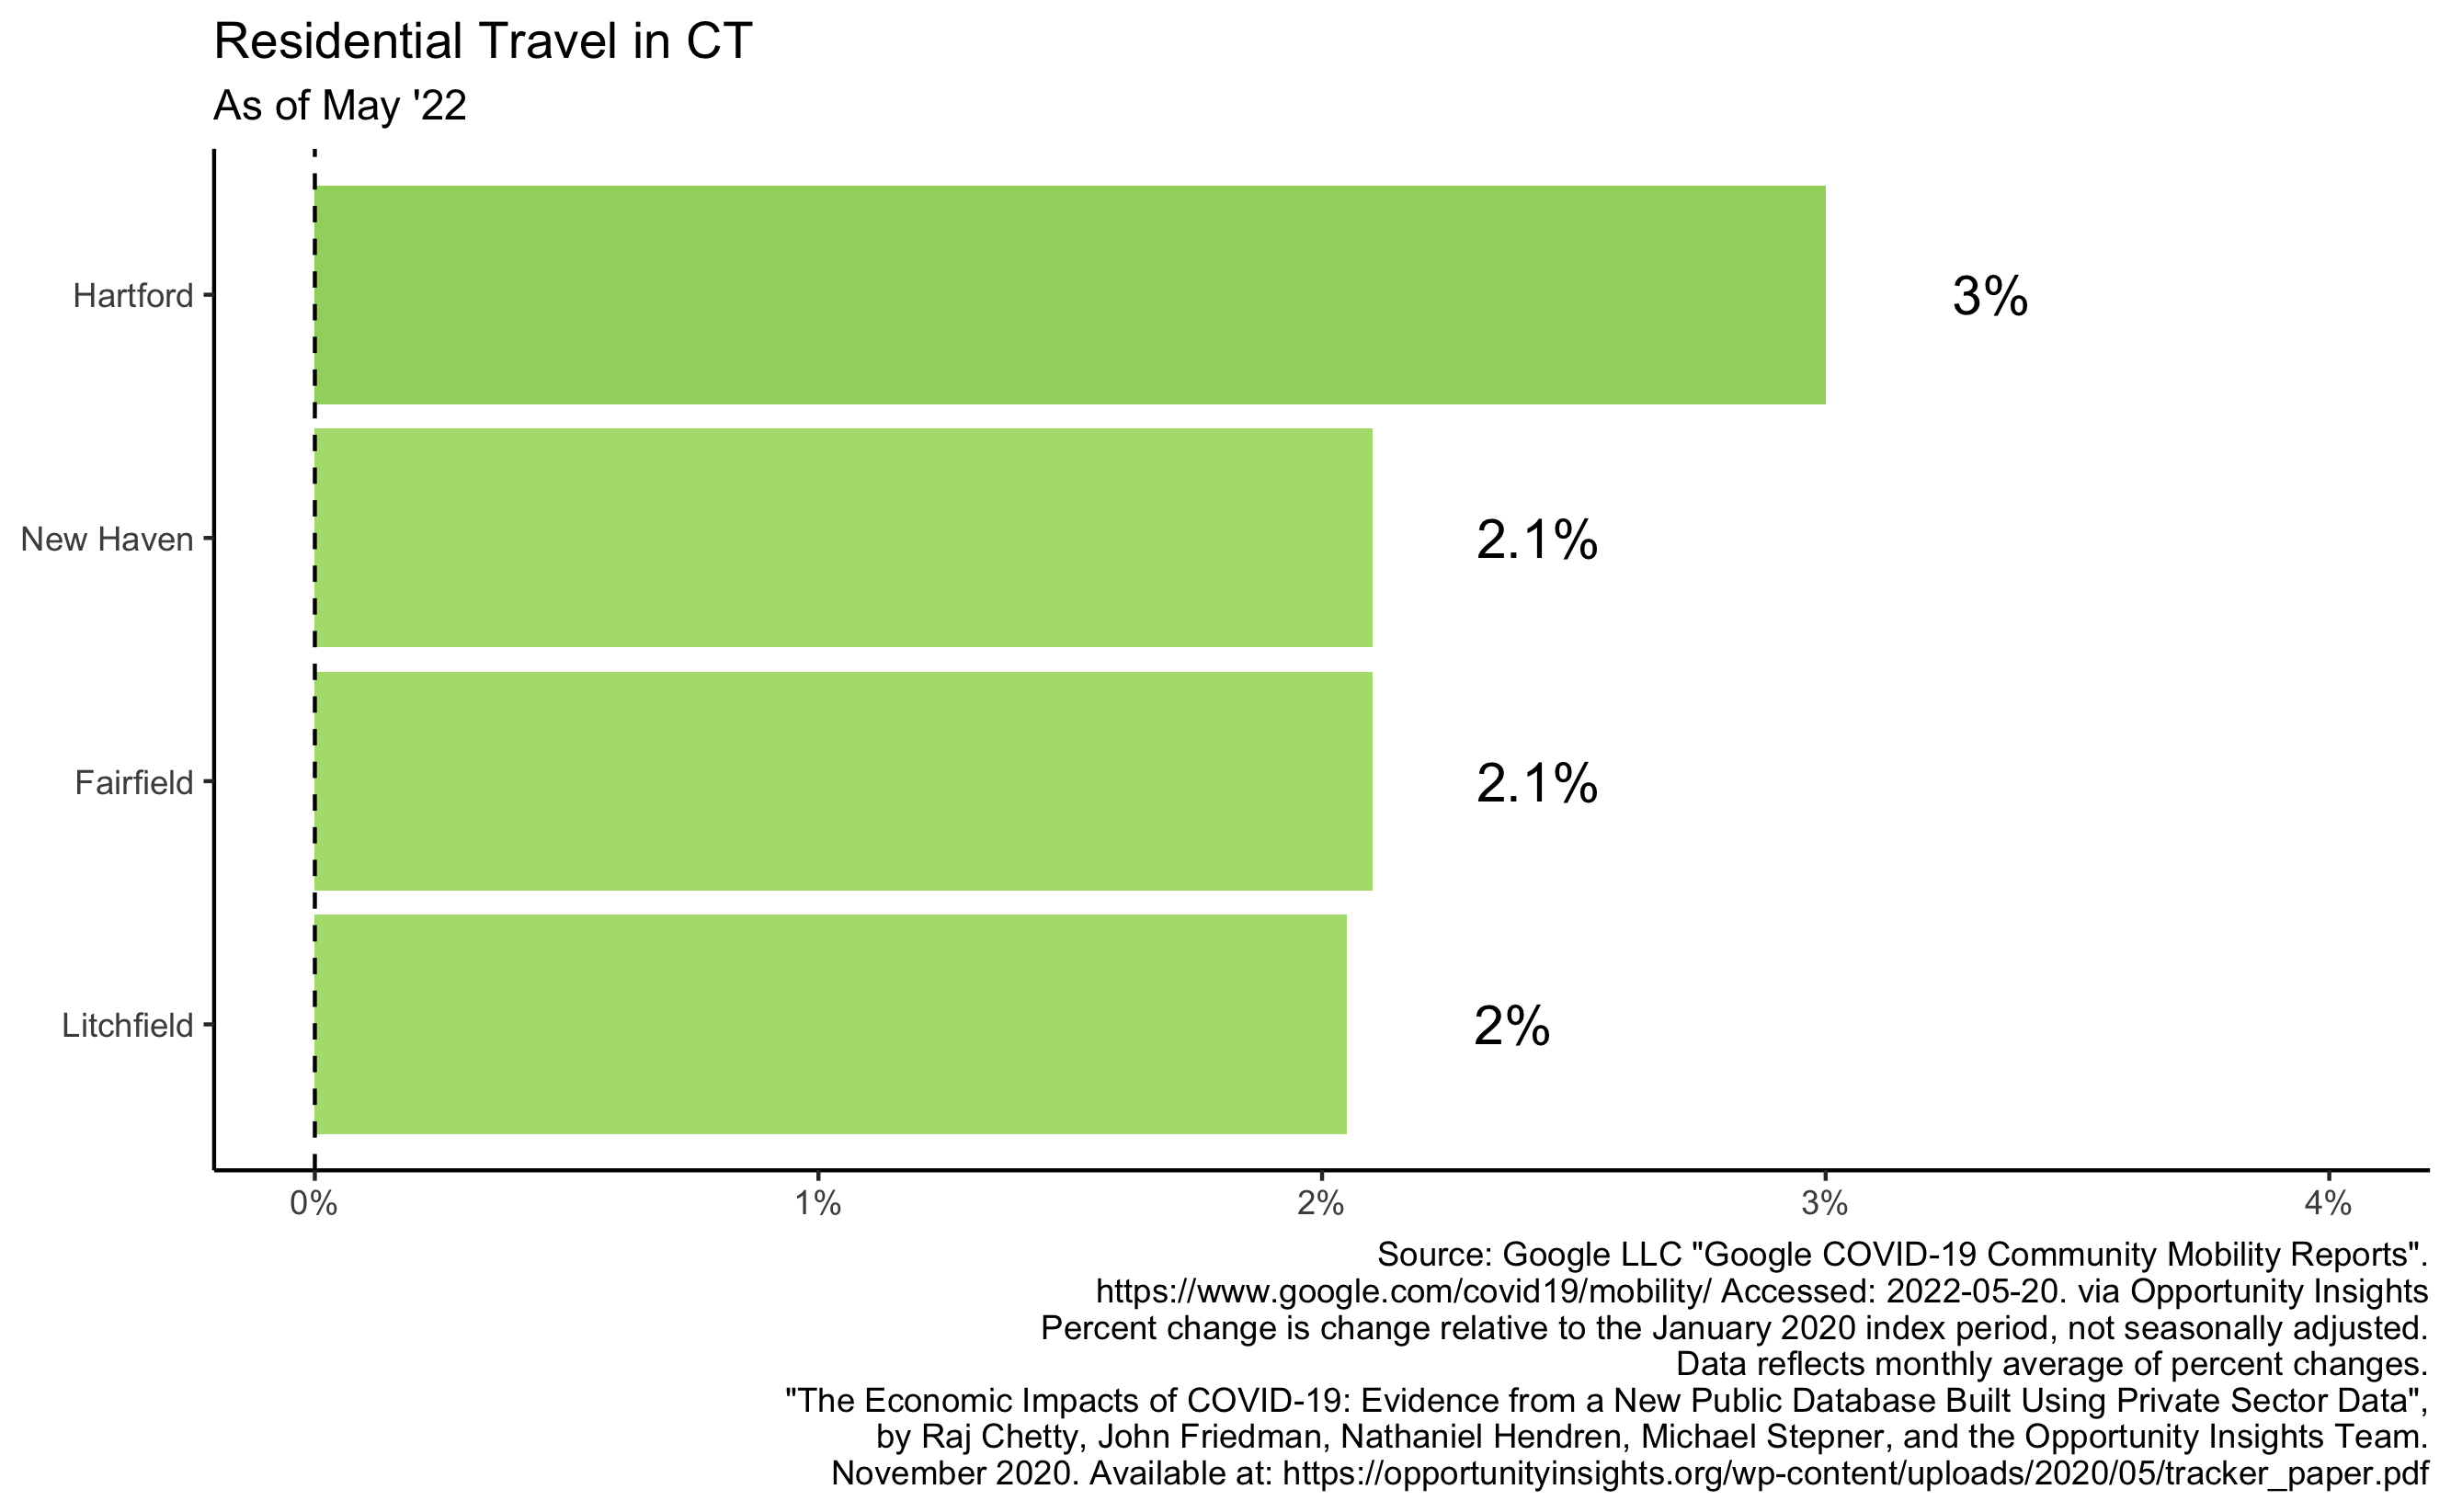 Residential Travel in CT
As of May '22
Hartford
3%
New Haven
2.1%
Fairfield
2.1%
Litchfield
2%
0% 1% 2% 3% 4%
Source: Google LLC "Google COVID-19 Community Mobility Reports".
https://www.google.com/covid19/mobility/ Accessed: 2022-05-20. via Opportunity Insights
Percent change is change relative to the January 2020 index period, not seasonally adjusted.
Data reflects monthly average of percent changes.
"The Economic Impacts of COVID-19: Evidence from a New Public Database Built Using Private Sector Data",
by Raj Chetty, John Friedman, Nathaniel Hendren, Michael Stepner, and the Opportunity Insights Team.
November 2020. Available at: https://opportunityinsights.org/wp-content/uploads/2020/05/tracker_paper.pdf